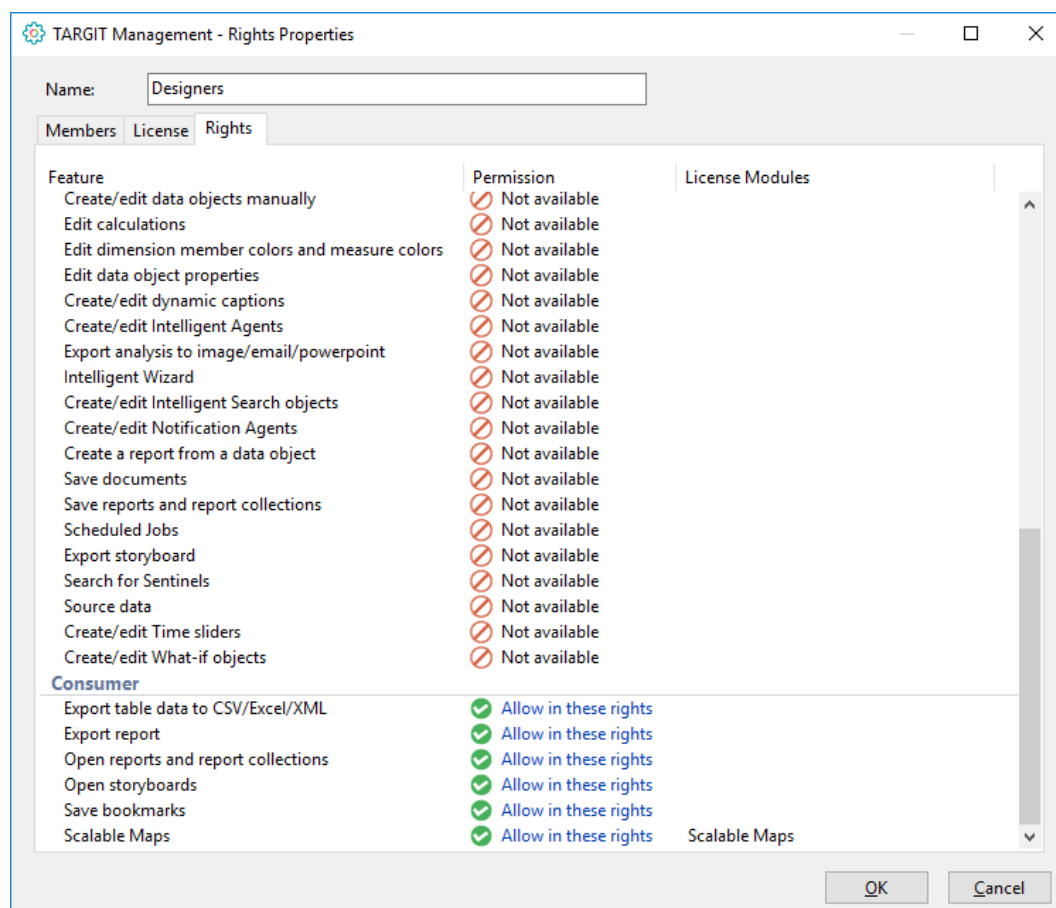 TARGIT Management - Rights Properties
Name: Designers
Members License Rights
Feature Permission License Modules
Create/edit data objects manually Not available
Edit calculations Not available
Edit dimension member colors and measure colors Not available
Edit data object properties Not available
Create/edit dynamic captions Not available
Create/edit Intelligent Agents Not available
Export analysis to image/email/powerpoint Not available
Intelligent Wizard Not available
Create/edit Intelligent Search objects Not available
Create/edit Notification Agents Not available
Create a report from a data object Not available
Save documents Not available
Save reports and report collections Not available
Scheduled Jobs Not available
Export storyboard Not available
Search for Sentinels Not available
Source data Not available
Create/edit Time sliders Not available
Create/edit What-if objects Not available
Consumer
Export table data to CSV/Excel/XML Allow in these rights
Export report Allow in these rights
Open reports and report collections Allow in these rights
Open storyboards Allow in these rights
Save bookmarks Allow in these rights
Scalable Maps Allow in these rights Scalable Maps
OK Cancel